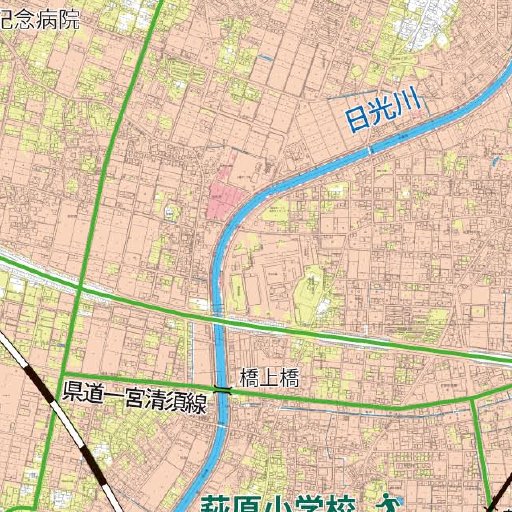 記念病院
日光川
橋上橋
県道一宮清須線
萩原小学校